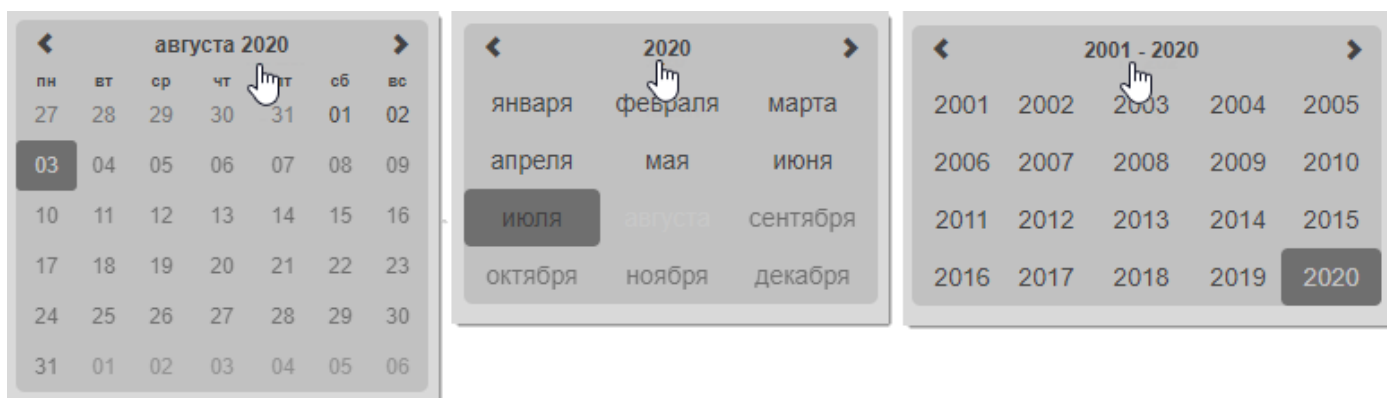 августа 2020
пн вт ср чт пт сб вс
27 28 29 30 31 01 02
03 04 05 06 07 08 09
10 11 12 13 14 15 16
17 18 19 20 21 22 23
24 25 26 27 28 29 30
31 01 02 03 04 05 06
2020
января февраля марта
апреля мая июня
июля августа сентября
октября ноября декабря
2001 - 2020
2001 2002 2003 2004 2005
2006 2007 2008 2009 2010
2011 2012 2013 2014 2015
2016 2017 2018 2019 2020